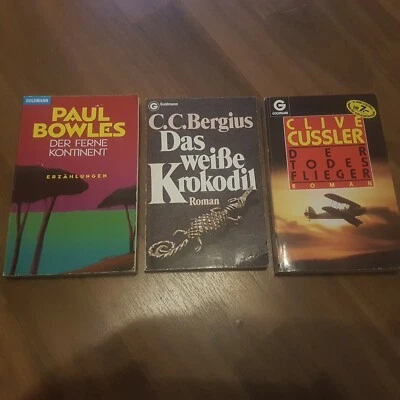 GOLDMANN
PAUL
BOWLES
DER FERNE
KONTINENT
ERZÄHLUNGEN
Goldmann
C.C.Bergius
Das
weiße
Krokodil
Roman
G
GOLDMANN
CLIVE
CUSSLER
DER
TODES
FLIEGER
ROMAN